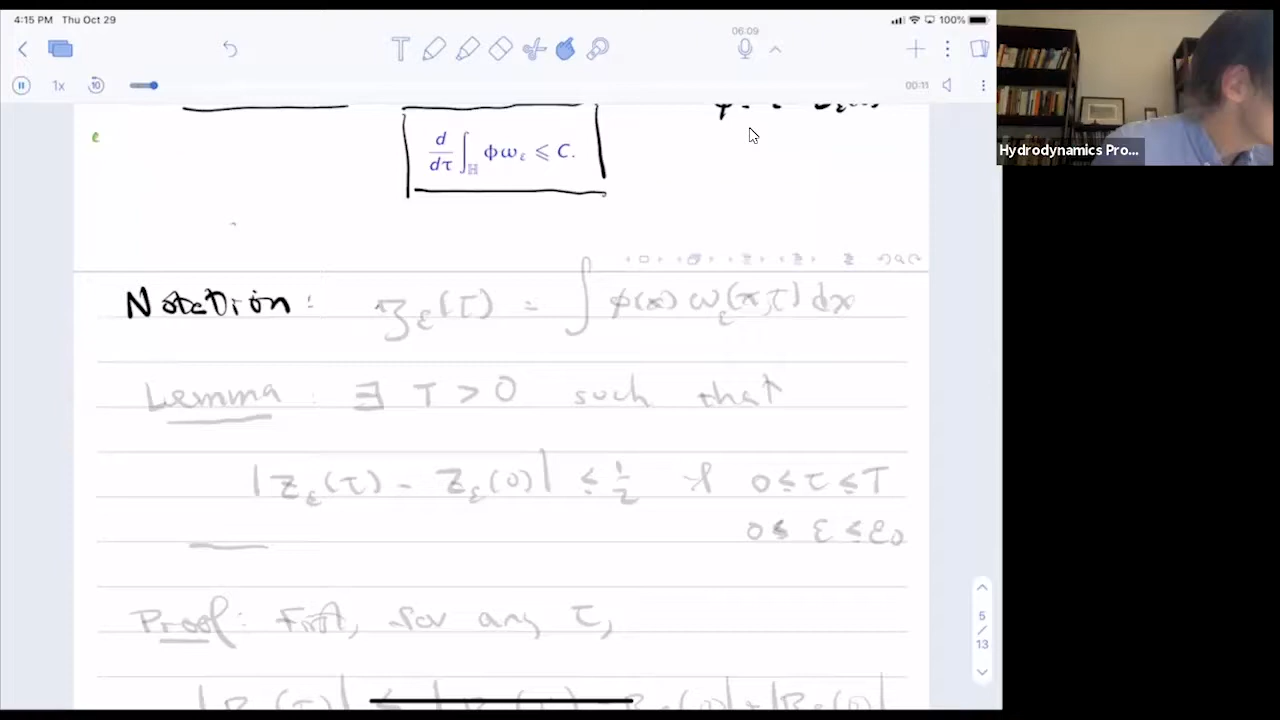 4:15 PM Thu Oct 29
100%
06:09
T
1x
10
00:11
Hydrodynamics Pro...
d/dτ ∫_ℍ φω_ε ⩽ C.
Notation: z_ε(τ) = ∫ φ(x) ω_ε(x,τ) dx
Lemma: ∃ T > 0 such that
|z_ε(τ) - z_ε(0)| ≤ 1/2 if 0 ≤ τ ≤ T
0 ≤ ε ≤ ε0
Proof: First, for any τ,
5
/
13